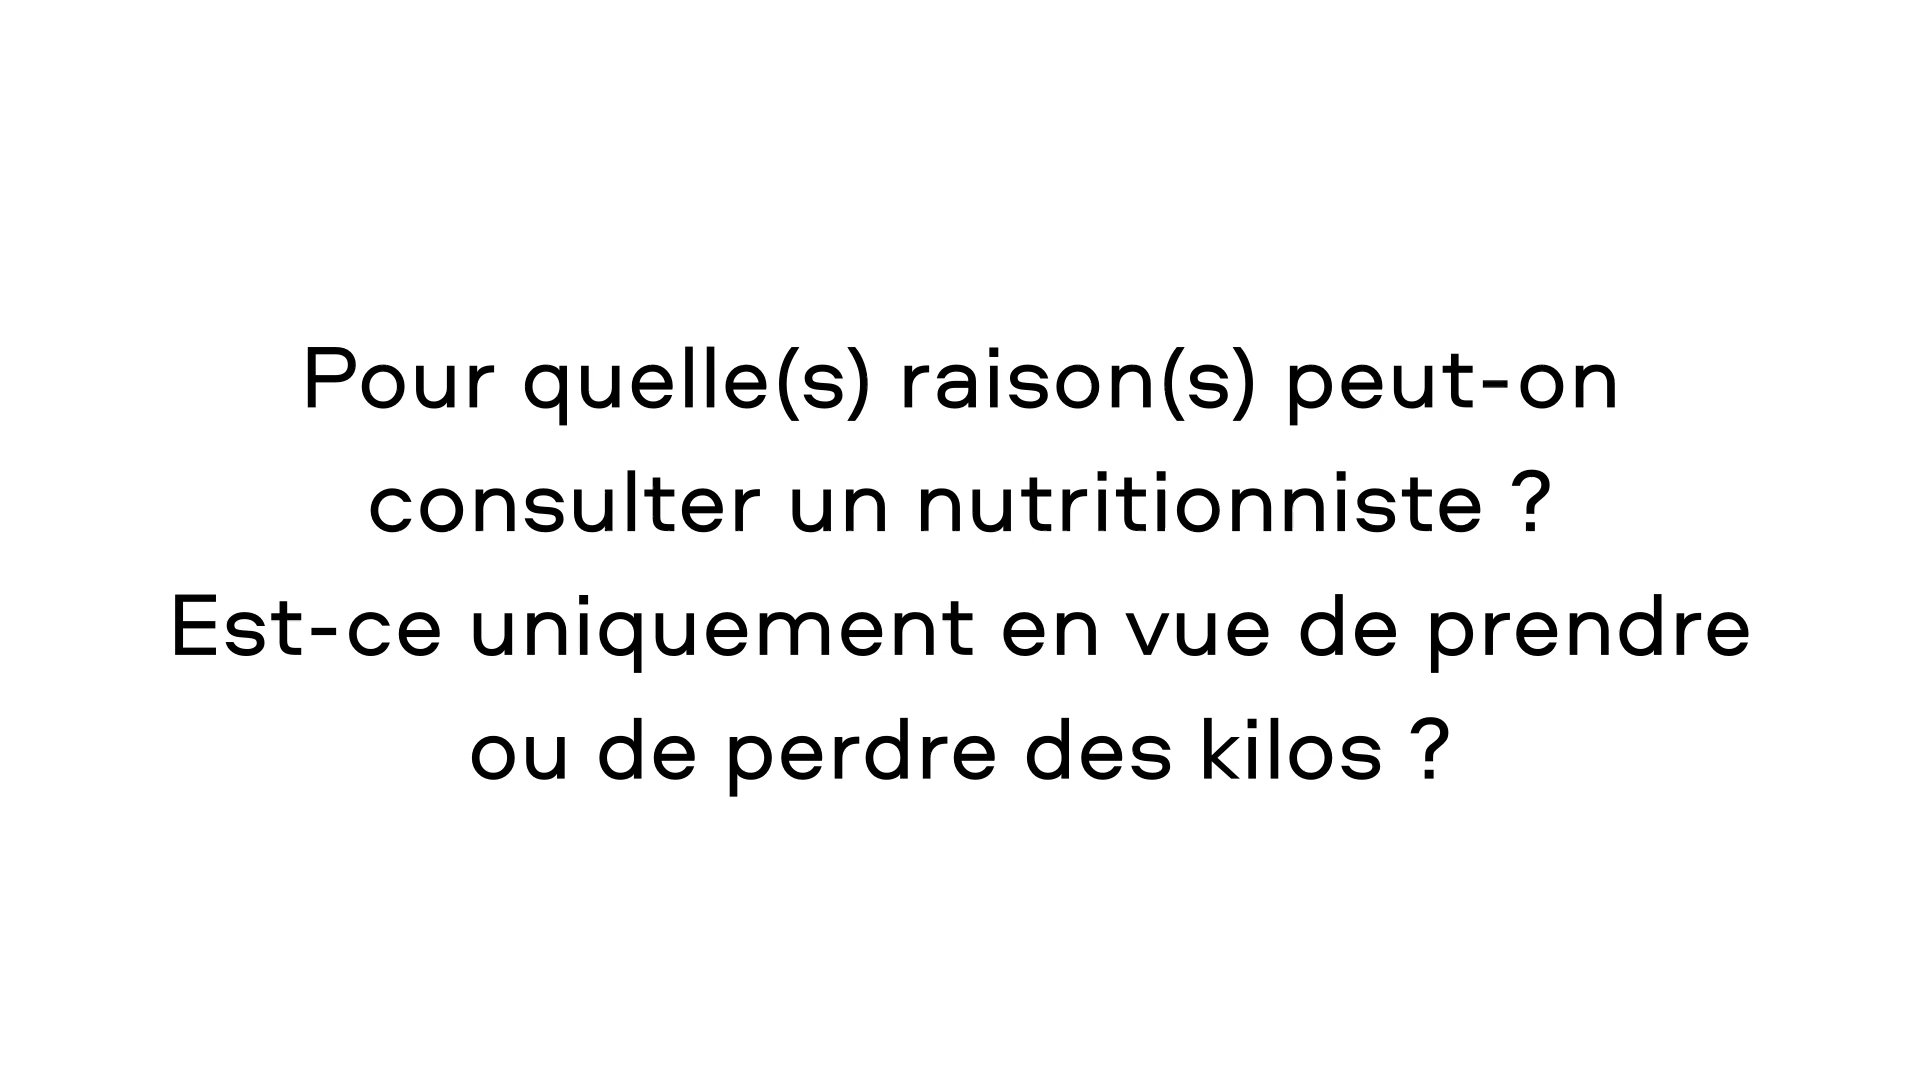 Pour quelle(s) raison(s) peut-on
consulter un nutritionniste ?
Est-ce uniquement en vue de prendre
ou de perdre des kilos ?